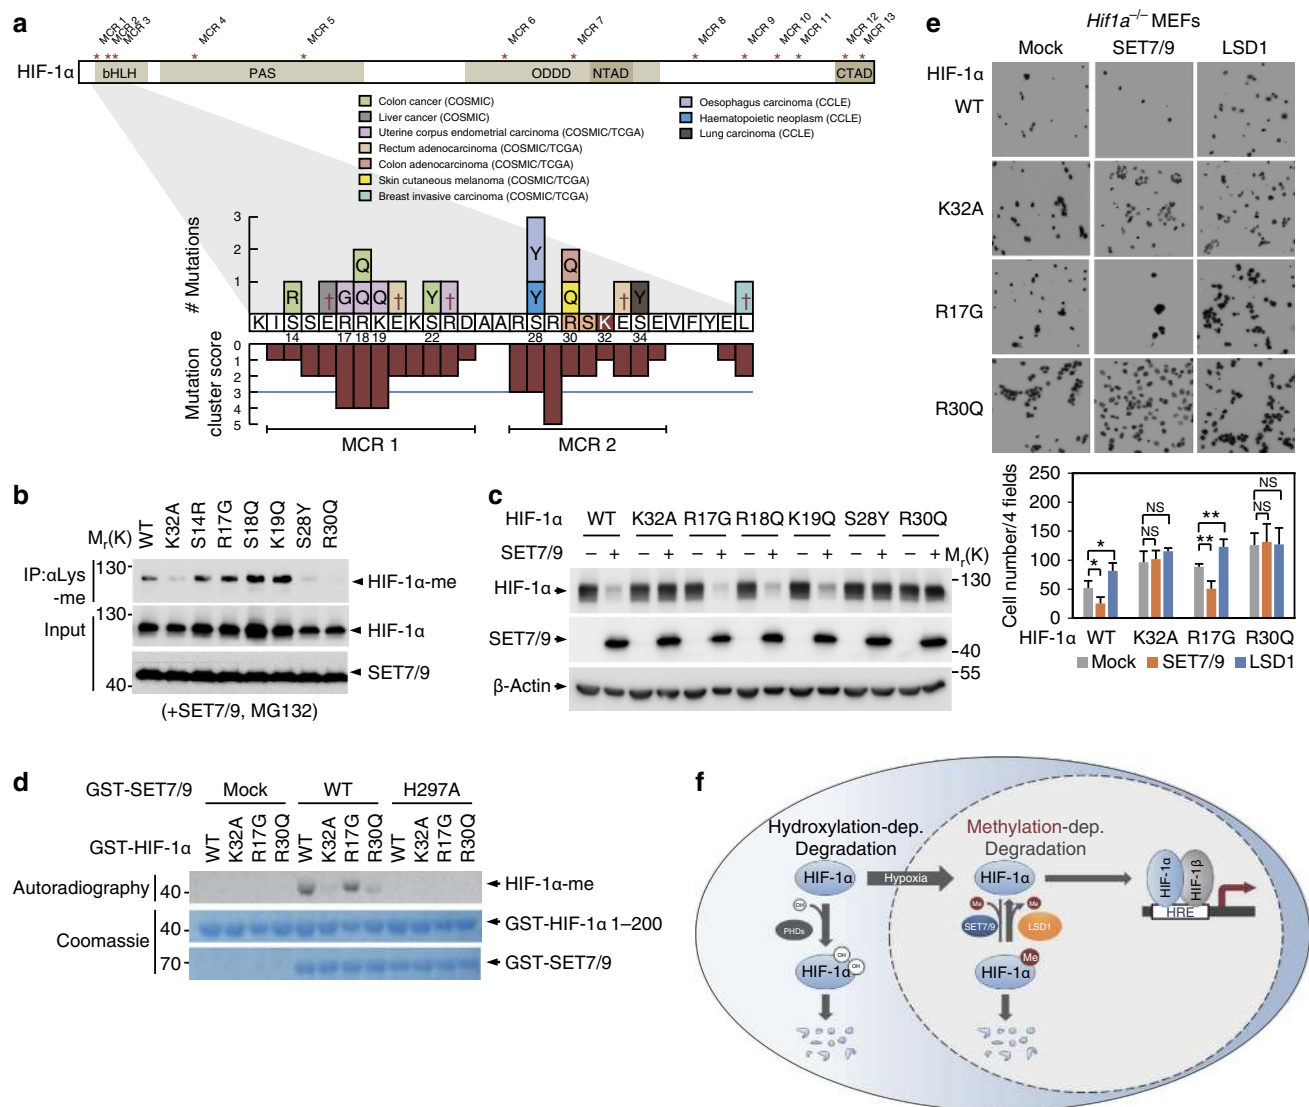 a
MCR 1
MCR 2
MCR 3
MCR 4
MCR 5
MCR 6
MCR 7
MCR 8
MCR 9
MCR 10
MCR 11
MCR 12
MCR 13
* * * * * * * * * * * * *
HIF-1α bHLH PAS ODDD NTAD CTAD
Colon cancer (COSMIC)
Liver cancer (COSMIC)
Uterine corpus endometrial carcinoma (COSMIC/TCGA)
Rectum adenocarcinoma (COSMIC/TCGA)
Colon adenocarcinoma (COSMIC/TCGA)
Skin cutaneous melanoma (COSMIC/TCGA)
Breast invasive carcinoma (COSMIC/TCGA)
Oesophagus carcinoma (CCLE)
Haematopoietic neoplasm (CCLE)
Lung carcinoma (CCLE)
# Mutations
3
2
1
Y
Q Q
R † G Q Q † Y † Y Q † Y †
K I S S E R R K E K S R D A A R S R R S K E S E V F Y E L
14 17 18 19 22 28 30 32 34
Mutation
cluster score
0
1
2
3
4
5
MCR 1 MCR 2
b
WT K32A S14R R17G S18Q K19Q S28Y R30Q
Mr(K)
IP:αLys
-me
130
HIF-1α-me
130
Input
HIF-1α
SET7/9
40
(+SET7/9, MG132)
c
HIF-1α WT K32A R17G R18Q K19Q S28Y R30Q
SET7/9 − + − + − + − + − + − + − + Mr(K)
HIF-1α 130
SET7/9 40
55
β-Actin
d
GST-SET7/9 Mock WT H297A
GST-HIF-1α WT K32A R17G R30Q WT K32A R17G R30Q WT K32A R17G R30Q
Autoradiography 40 HIF-1α-me
Coomassie 40 GST-HIF-1α 1–200
70 GST-SET7/9
e
Hif1a−/− MEFs
Mock SET7/9 LSD1
HIF-1α
WT
K32A
R17G
R30Q
Cell number/4 fields
250
200
150
100
50
0
* *
NS NS
** **
NS NS
HIF-1α WT K32A R17G R30Q
Mock SET7/9 LSD1
f
Hydroxylation-dep.
Degradation
Methylation-dep.
Degradation
HIF-1α Hypoxia HIF-1α
HIF-1α HIF-1β
HRE
OH
PHDs
Me Me
SET7/9 LSD1
OH
OH
HIF-1α
Me
HIF-1α